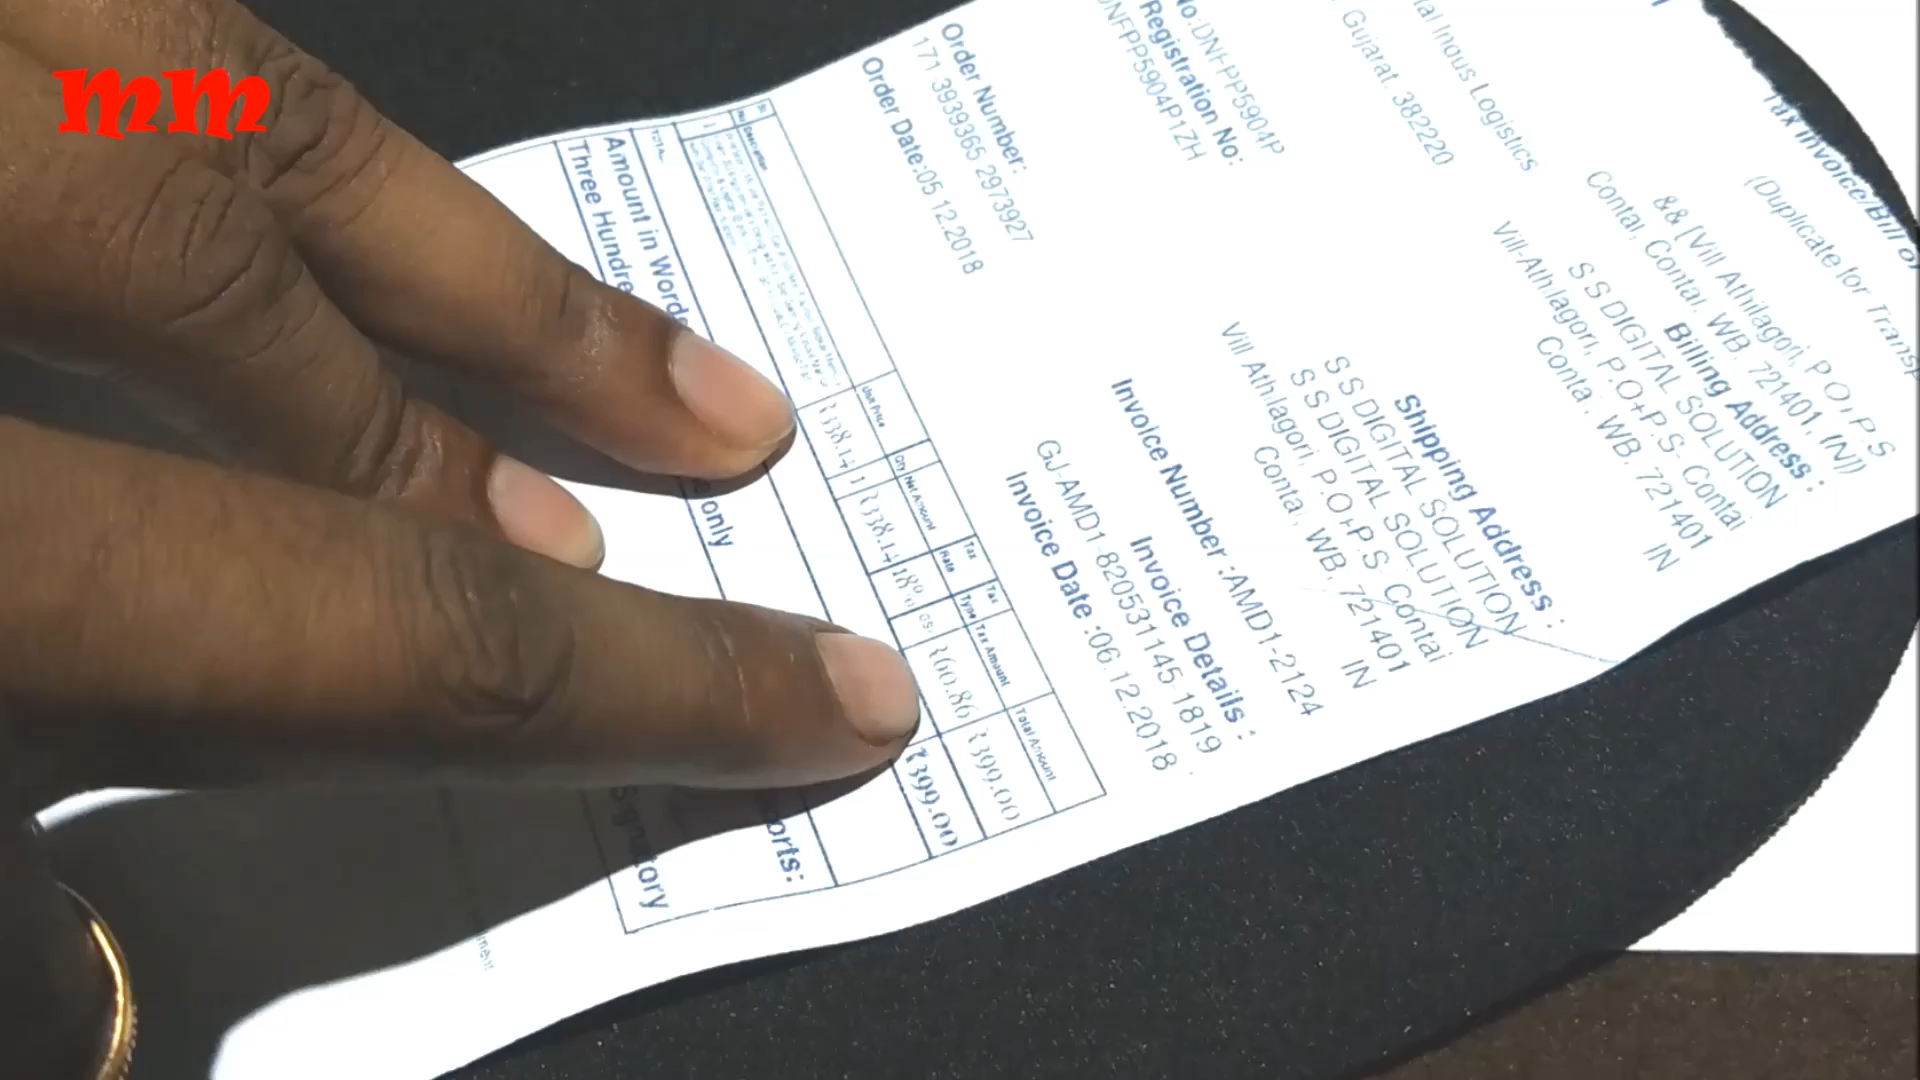 MM
Tax Invoice/Bill of
(Duplicate for Transp
Billing Address :
S S DIGITAL SOLUTION
&& [Vill Athilagori, P.O+P.S
Contai, Contai, WB, 721401, IN])
Vill-Athilagori, P.O+P.S- Contai
Contai, WB, 721401
IN
Logistics
Gujarat, 382220
No:DNFPP5904P
Registration No:
DNFPP5904P1ZH
Shipping Address :
S S DIGITAL SOLUTION
S S DIGITAL SOLUTION
Vill Athilagori, P.O+P.S- Contai
Contai, WB, 721401
IN
Order Number:
171-3939365-2973927
Order Date:05.12.2018
Invoice Number :AMD1-2124
Invoice Details :
GJ-AMD1-820531145-1819
Invoice Date :06.12.2018
Description Unit Price Qty Net Amount Tax Rate Tax Type Tax Amount Total Amount
1 ₹338.14 1 ₹338.14 18% ₹60.86 ₹399.00
TOTAL: ₹399.00
Amount in Words
Three Hundre only
orts:
Signatory